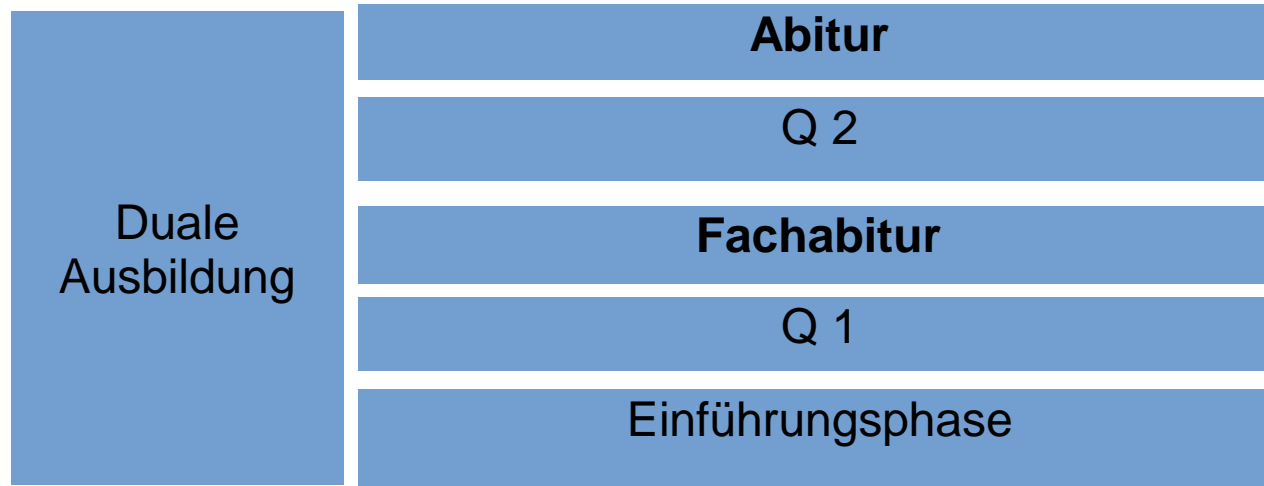 Duale
Ausbildung
Abitur
Q 2
Fachabitur
Q 1
Einführungsphase